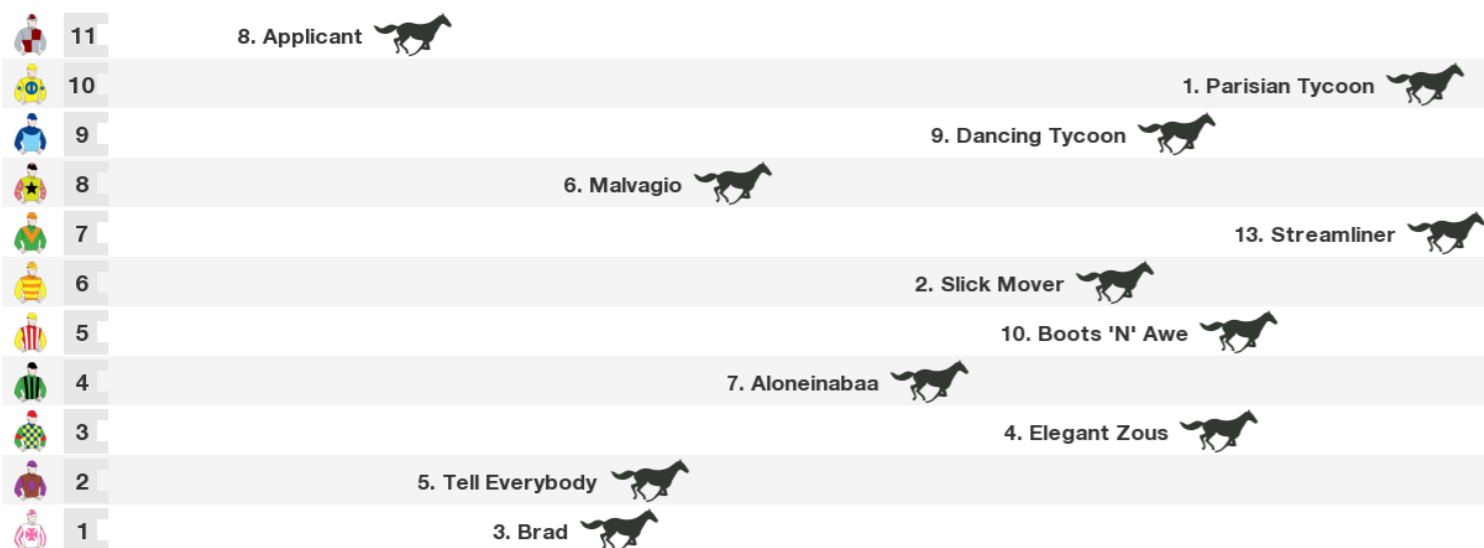 11 8. Applicant
10 1. Parisian Tycoon
9 9. Dancing Tycoon
8 6. Malvagio
7 13. Streamliner
6 2. Slick Mover
5 10. Boots 'N' Awe
4 7. Aloneinabaa
3 4. Elegant Zous
2 5. Tell Everybody
1 3. Brad